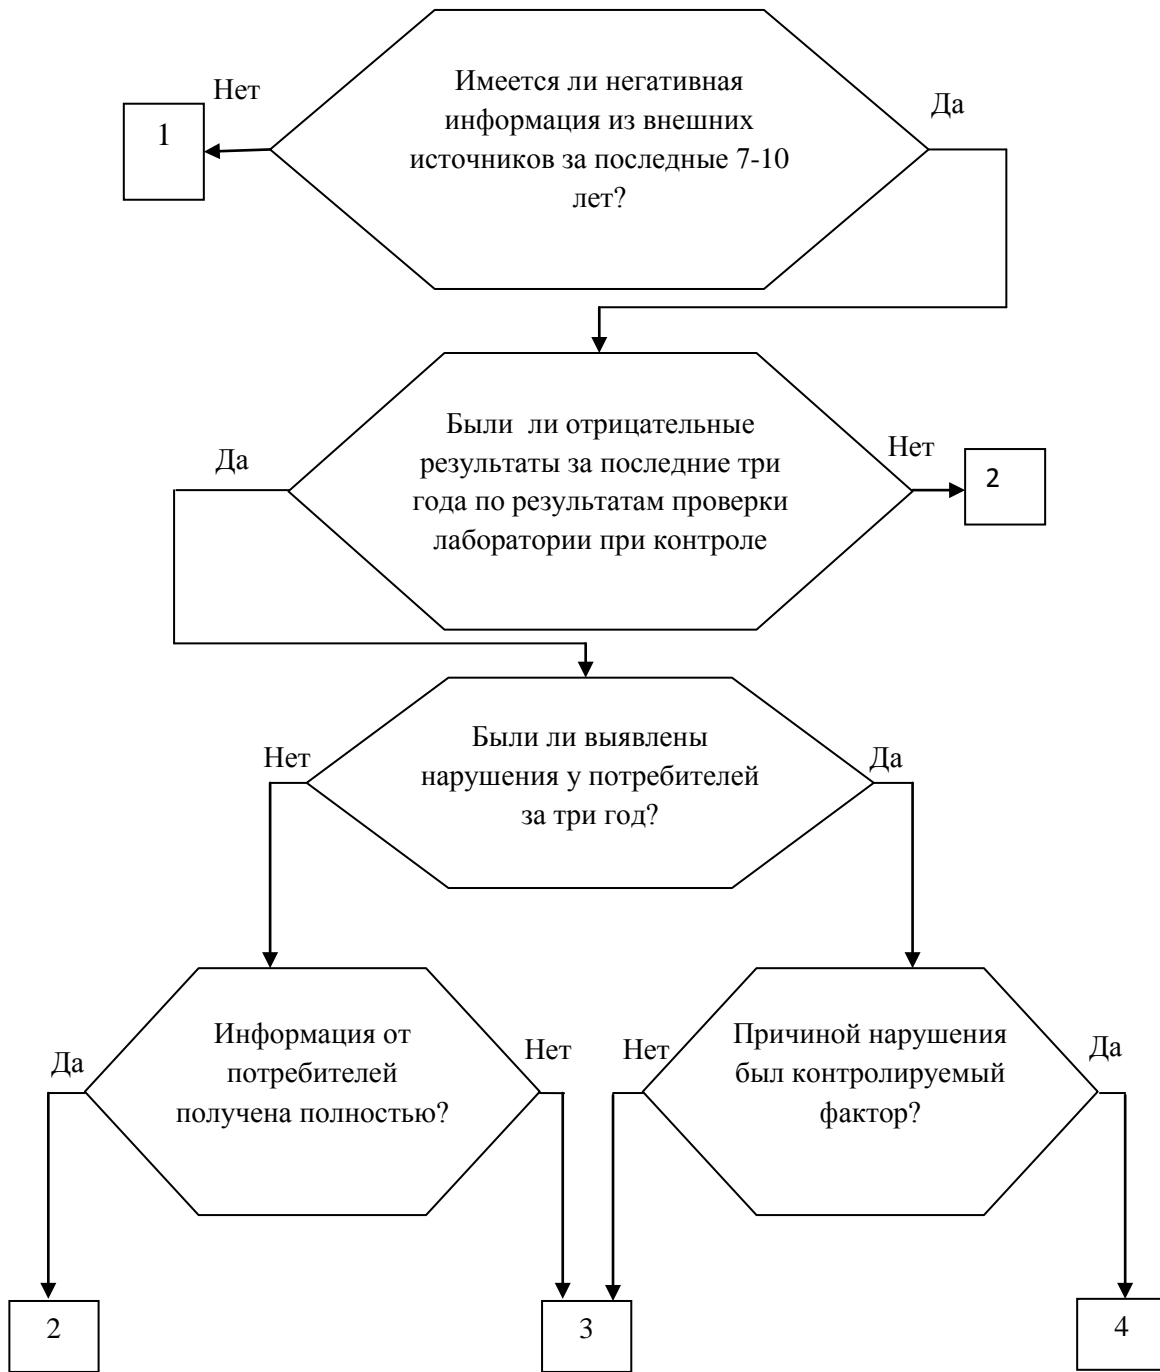 Имеется ли негативная
информация из внешних
источников за последные 7-10
лет?
Нет
Да
1
Были  ли отрицательные
результаты за последние три
года по результатам проверки
лаборатории при контроле
Да
Нет
2
Были ли выявлены
нарушения у потребителей
за три год?
Нет
Да
Информация от
потребителей
получена полностью?
Да
Нет
Причиной нарушения
был контролируемый
фактор?
Нет
Да
2
3
4